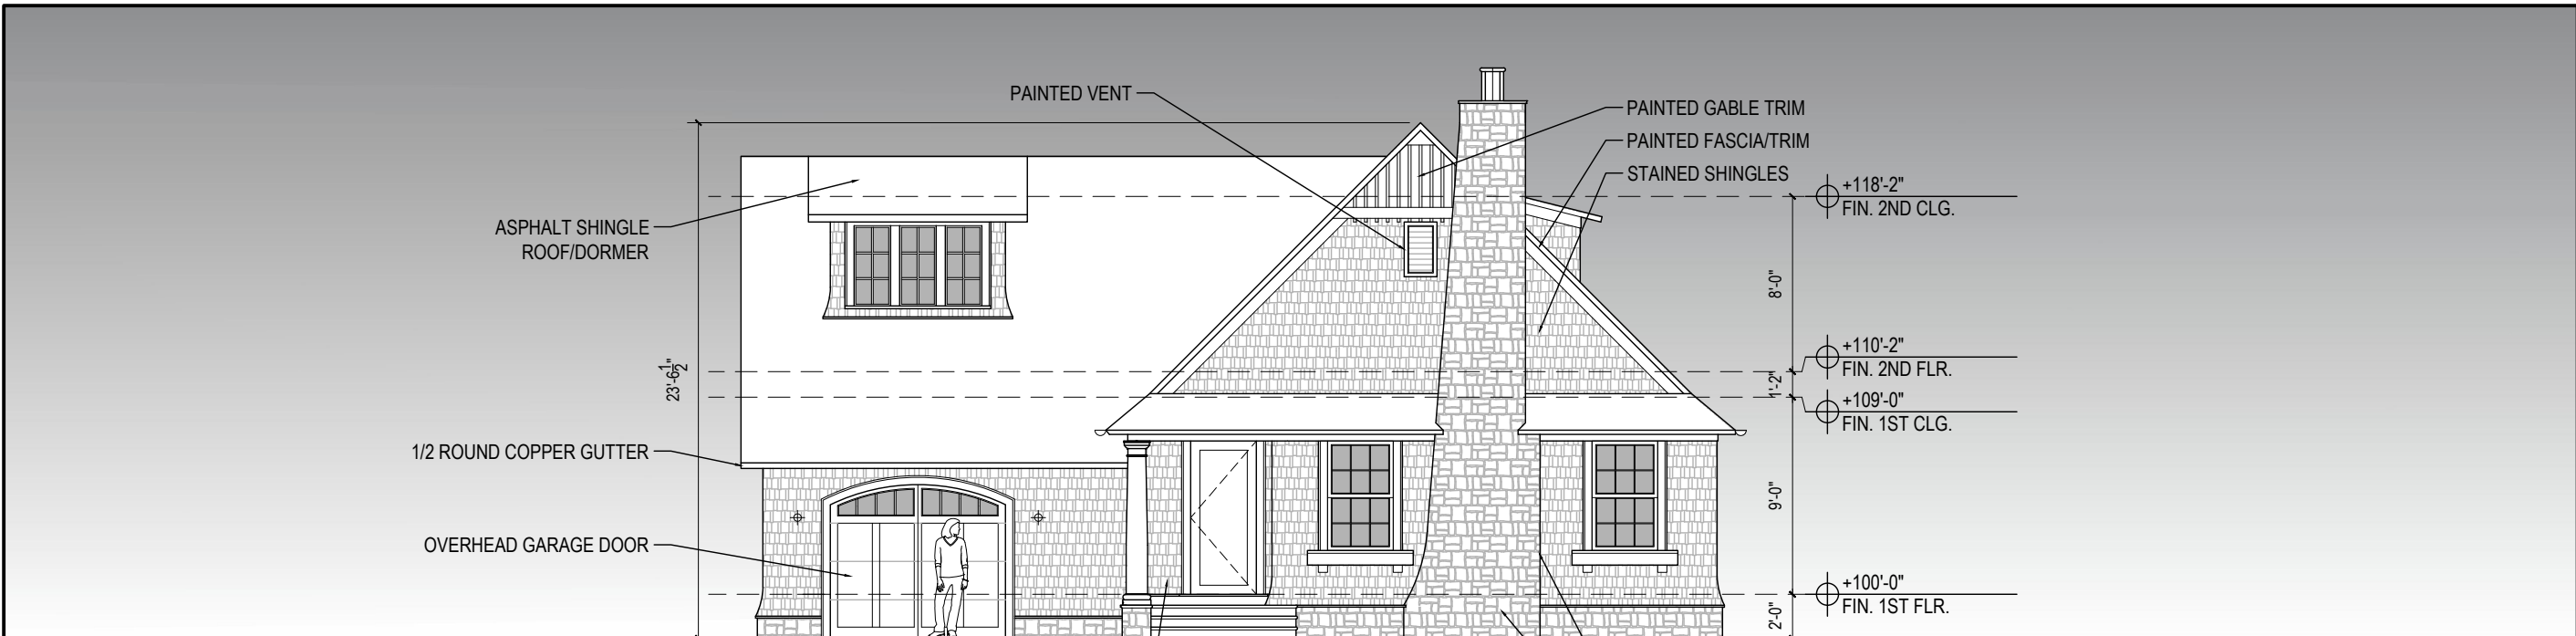 PAINTED VENT
PAINTED GABLE TRIM
PAINTED FASCIA/TRIM
STAINED SHINGLES
+118'-2"
FIN. 2ND CLG.
ASPHALT SHINGLE
ROOF/DORMER
8'-0"
+110'-2"
FIN. 2ND FLR.
23'-6 1/2"
1'-2"
+109'-0"
FIN. 1ST CLG.
1/2 ROUND COPPER GUTTER
9'-0"
OVERHEAD GARAGE DOOR
+100'-0"
FIN. 1ST FLR.
2'-0"